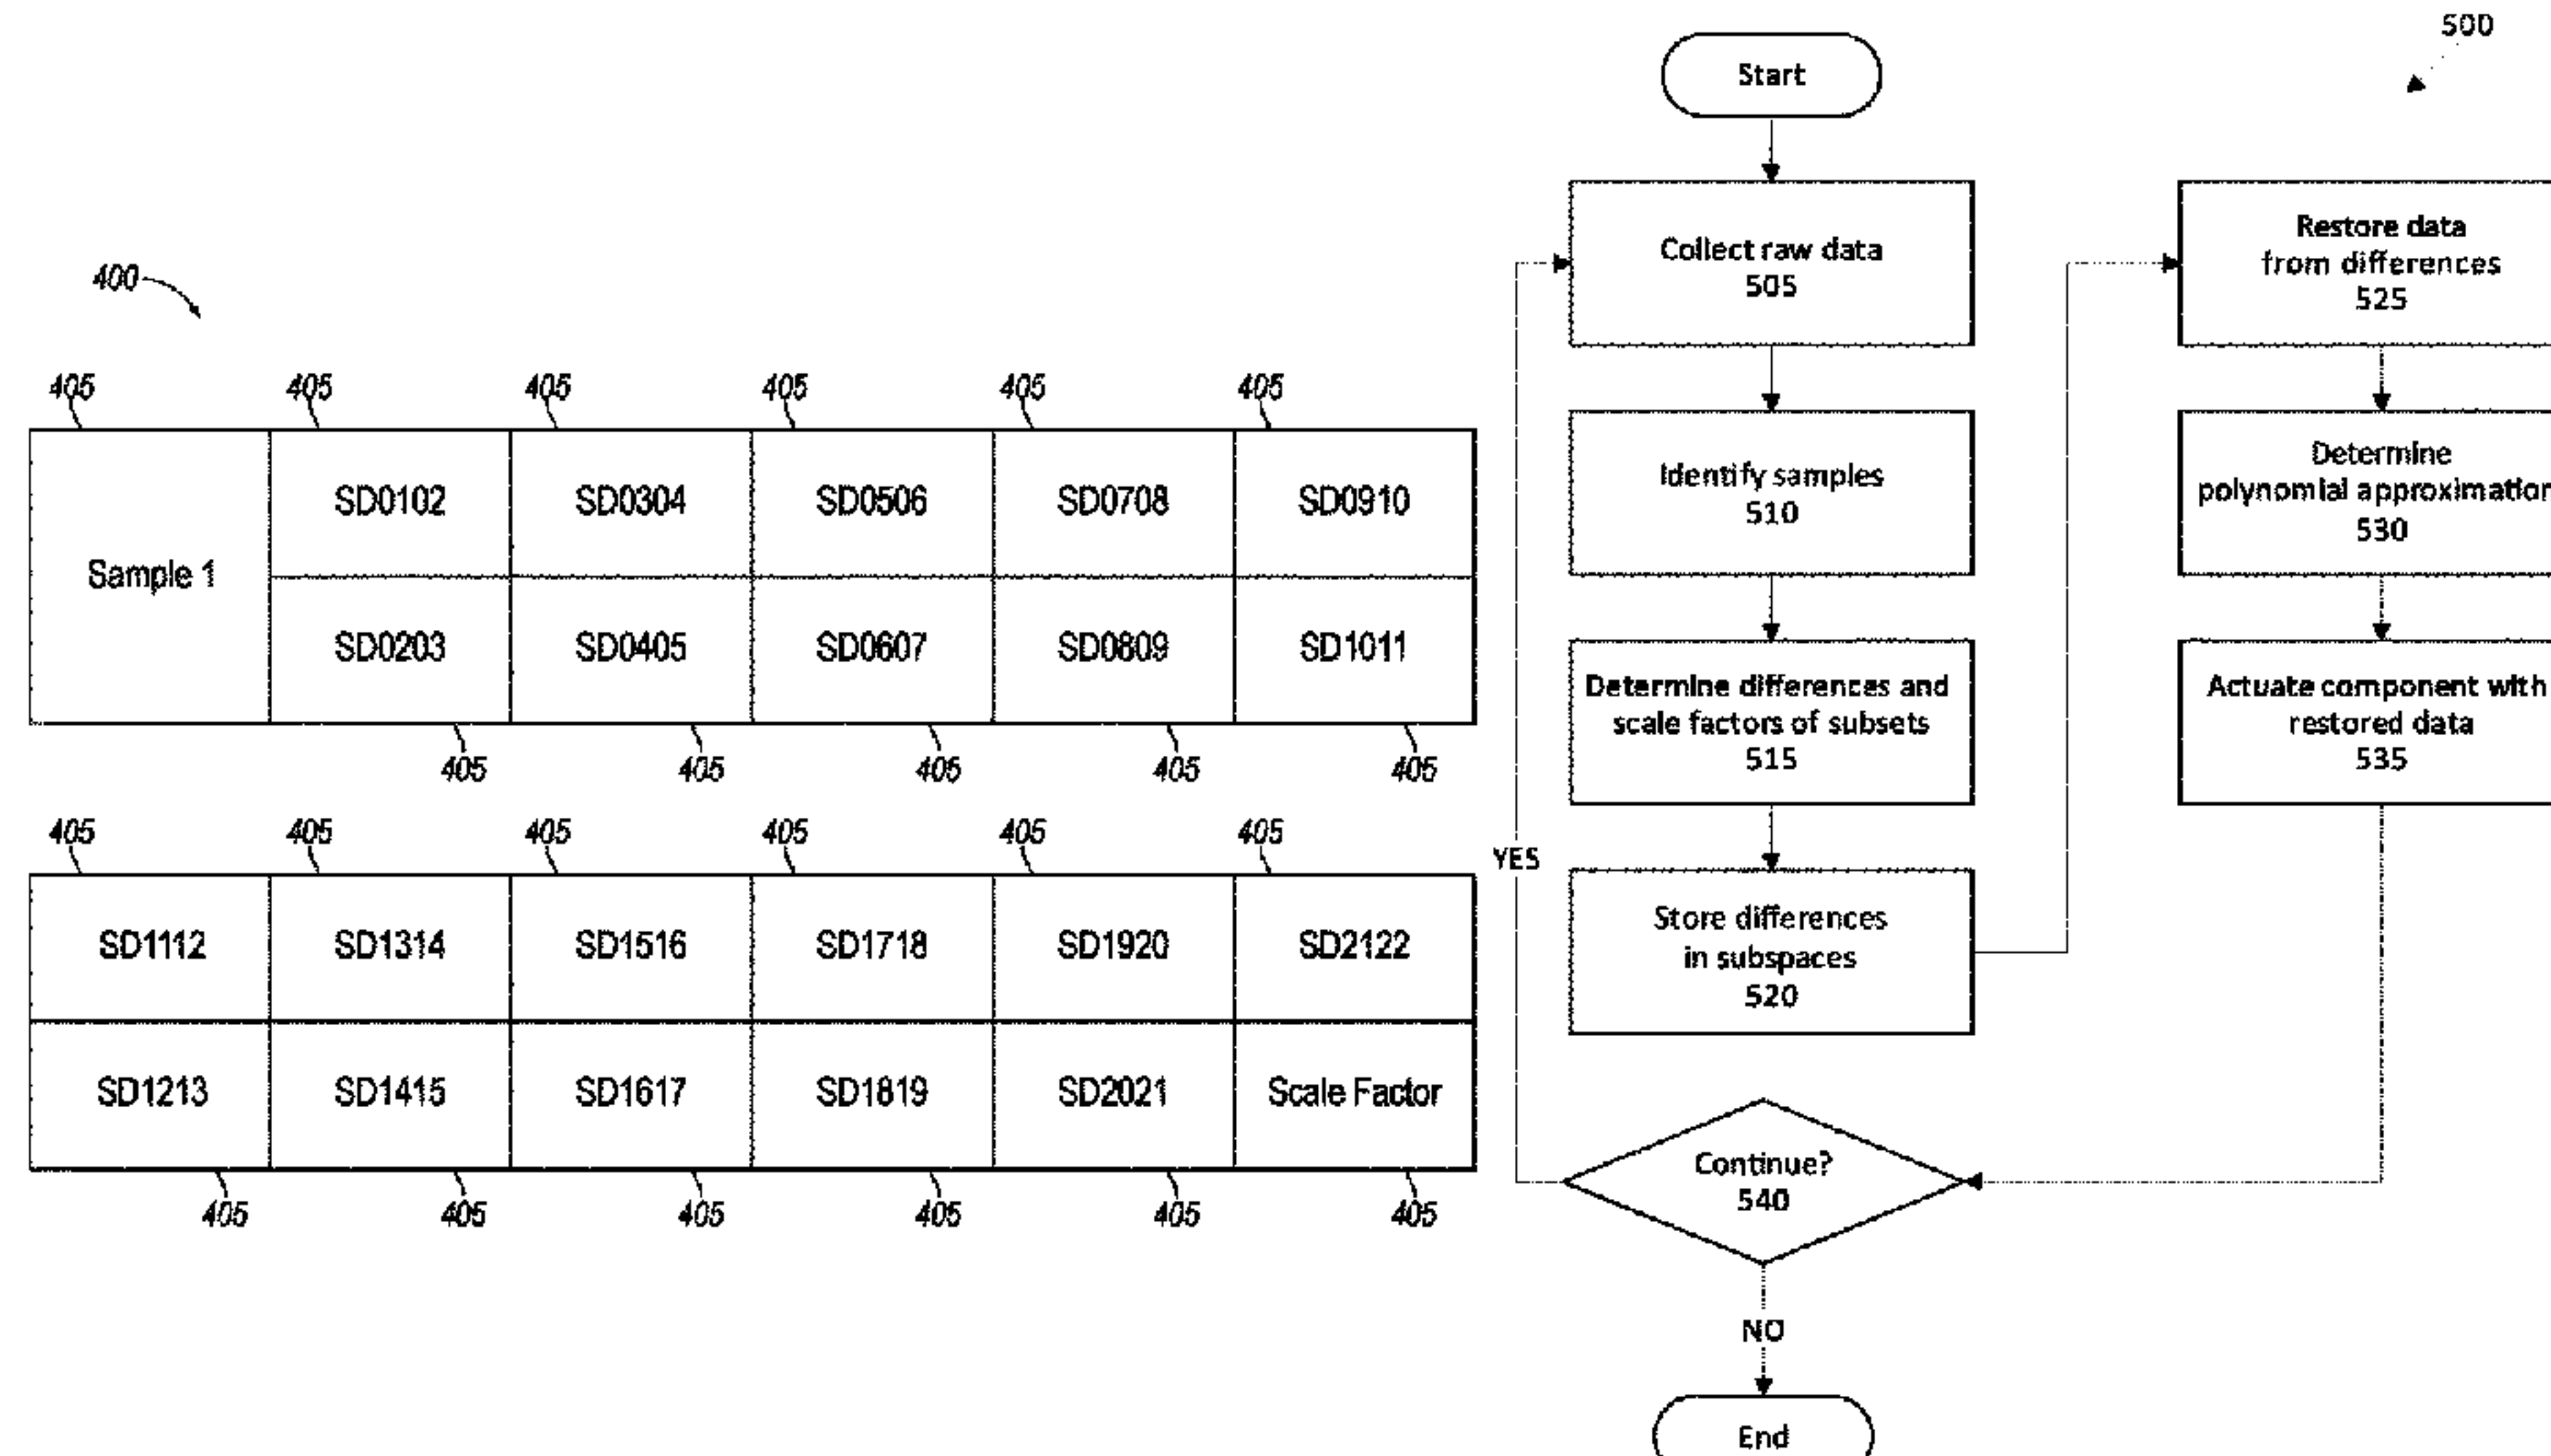 400
405 405 405 405 405 405
Sample 1
SD0102 SD0304 SD0506 SD0708 SD0910
SD0203 SD0405 SD0607 SD0809 SD1011
405 405 405 405 405
405 405 405 405 405 405
SD1112 SD1314 SD1516 SD1718 SD1920 SD2122
SD1213 SD1415 SD1617 SD1819 SD2021 Scale Factor
405 405 405 405 405 405
500
Start
Collect raw data
505
Identify samples
510
Determine differences and
scale factors of subsets
515
Store differences
in subspaces
520
Restore data
from differences
525
Determine
polynomial approximation
530
Actuate component with
restored data
535
Continue?
540
YES
NO
End